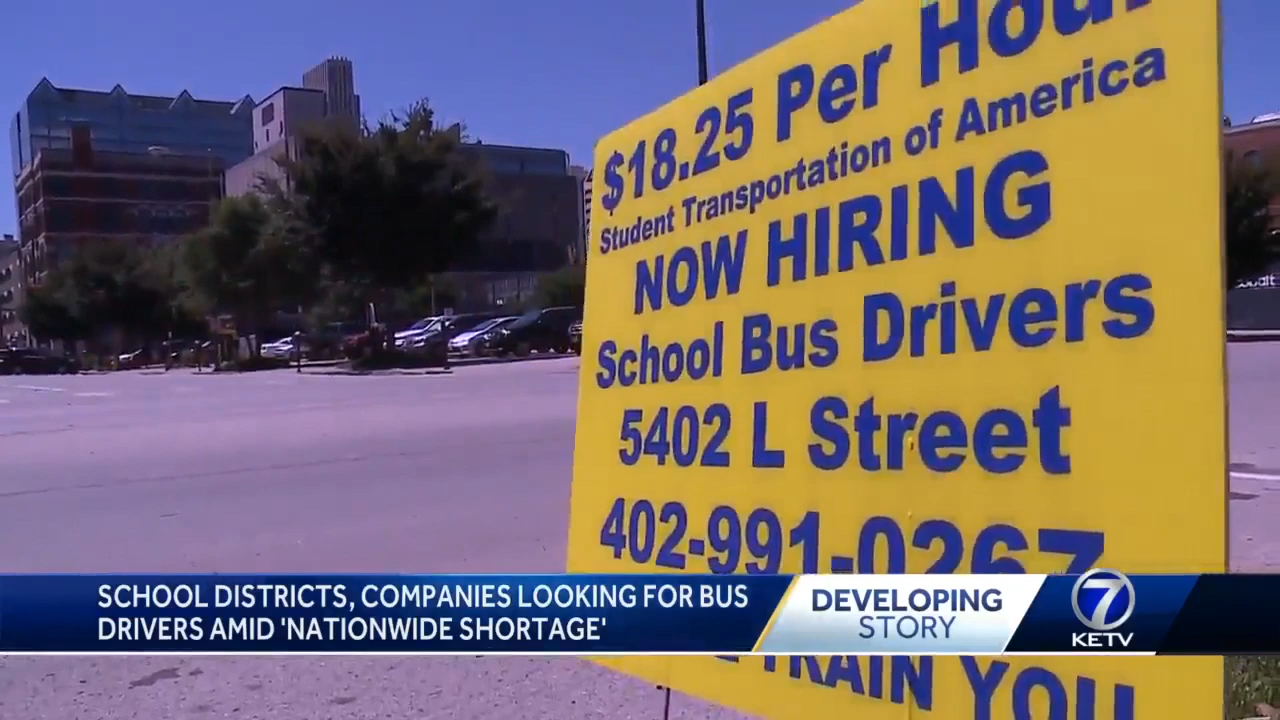 $18.25 Per Hour
Student Transportation of America
NOW HIRING
School Bus Drivers
5402 L Street
402-991-0267
TRAIN YOU
SCHOOL DISTRICTS, COMPANIES LOOKING FOR BUS
DRIVERS AMID 'NATIONWIDE SHORTAGE'
DEVELOPING
STORY
7
KETV